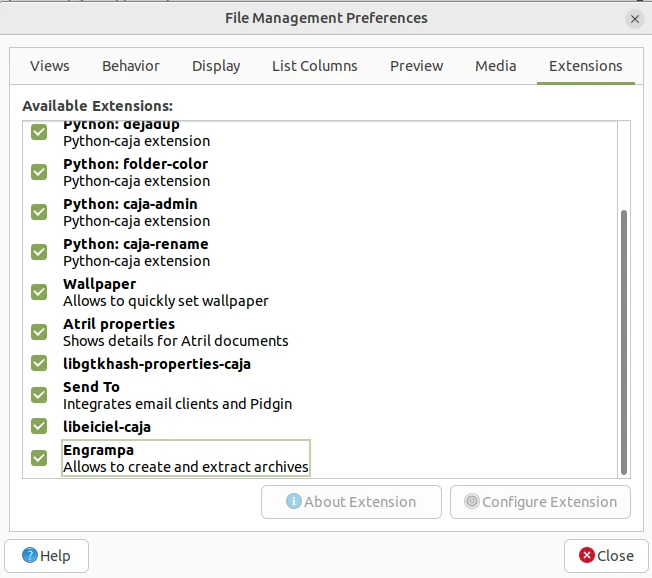 File Management Preferences
Views Behavior Display List Columns Preview Media Extensions
Available Extensions:
Python: dejadup
Python-caja extension
Python: folder-color
Python-caja extension
Python: caja-admin
Python-caja extension
Python: caja-rename
Python-caja extension
Wallpaper
Allows to quickly set wallpaper
Atril properties
Shows details for Atril documents
libgtkhash-properties-caja
Send To
Integrates email clients and Pidgin
libeiciel-caja
Engrampa
Allows to create and extract archives
About Extension Configure Extension
Help Close